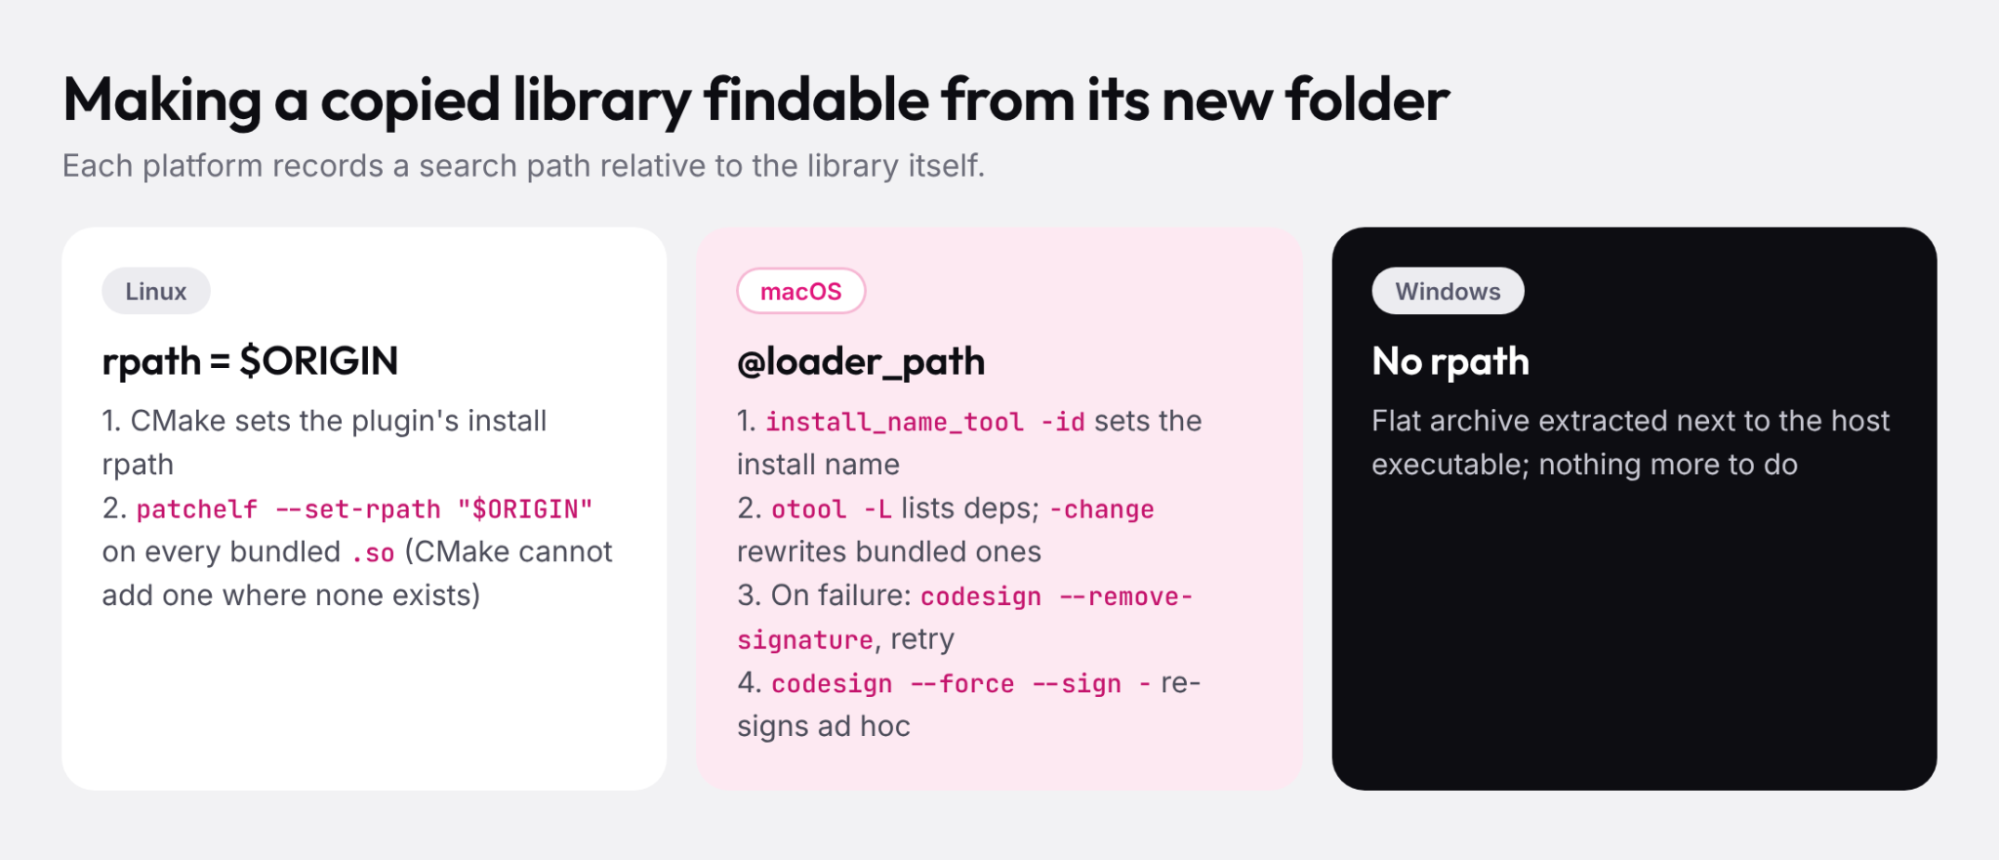 Making a copied library findable from its new folder
Each platform records a search path relative to the library itself.
Linux
rpath = $ORIGIN
1. CMake sets the plugin's install
rpath
2. patchelf --set-rpath "$ORIGIN"
on every bundled .so (CMake cannot
add one where none exists)
macOS
@loader_path
1. install_name_tool -id sets the
install name
2. otool -L lists deps; -change
rewrites bundled ones
3. On failure: codesign --remove-
signature, retry
4. codesign --force --sign - re-
signs ad hoc
Windows
No rpath
Flat archive extracted next to the host
executable; nothing more to do